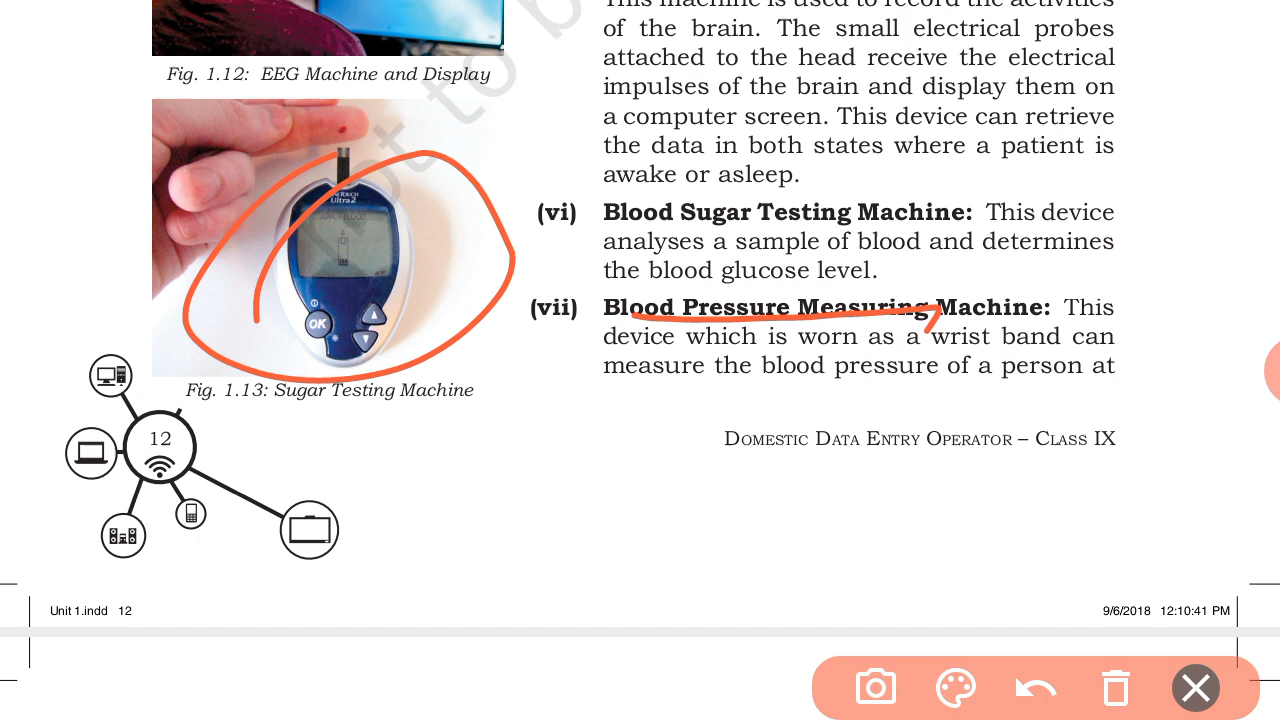 This machine is used to record the activities
of the brain. The small electrical probes
attached to the head receive the electrical
impulses of the brain and display them on
a computer screen. This device can retrieve
the data in both states where a patient is
awake or asleep.
Fig. 1.12: EEG Machine and Display
not to b
Ultra2
OK
Fig. 1.13: Sugar Testing Machine
(vi) Blood Sugar Testing Machine: This device
analyses a sample of blood and determines
the blood glucose level.
(vii) Blood Pressure Measuring Machine: This
device which is worn as a wrist band can
measure the blood pressure of a person at
12
Domestic Data Entry Operator – Class IX
Unit 1.indd 12
9/6/2018 12:10:41 PM